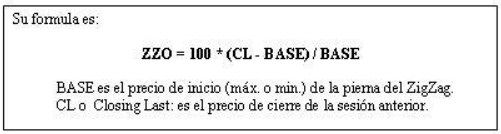 Su formula es:
ZZO = 100 * (CL - BASE) / BASE
BASE es el precio de inicio (máx. o min.) de la pierna del ZigZag.
CL o Closing Last: es el precio de cierre de la sesión anterior.